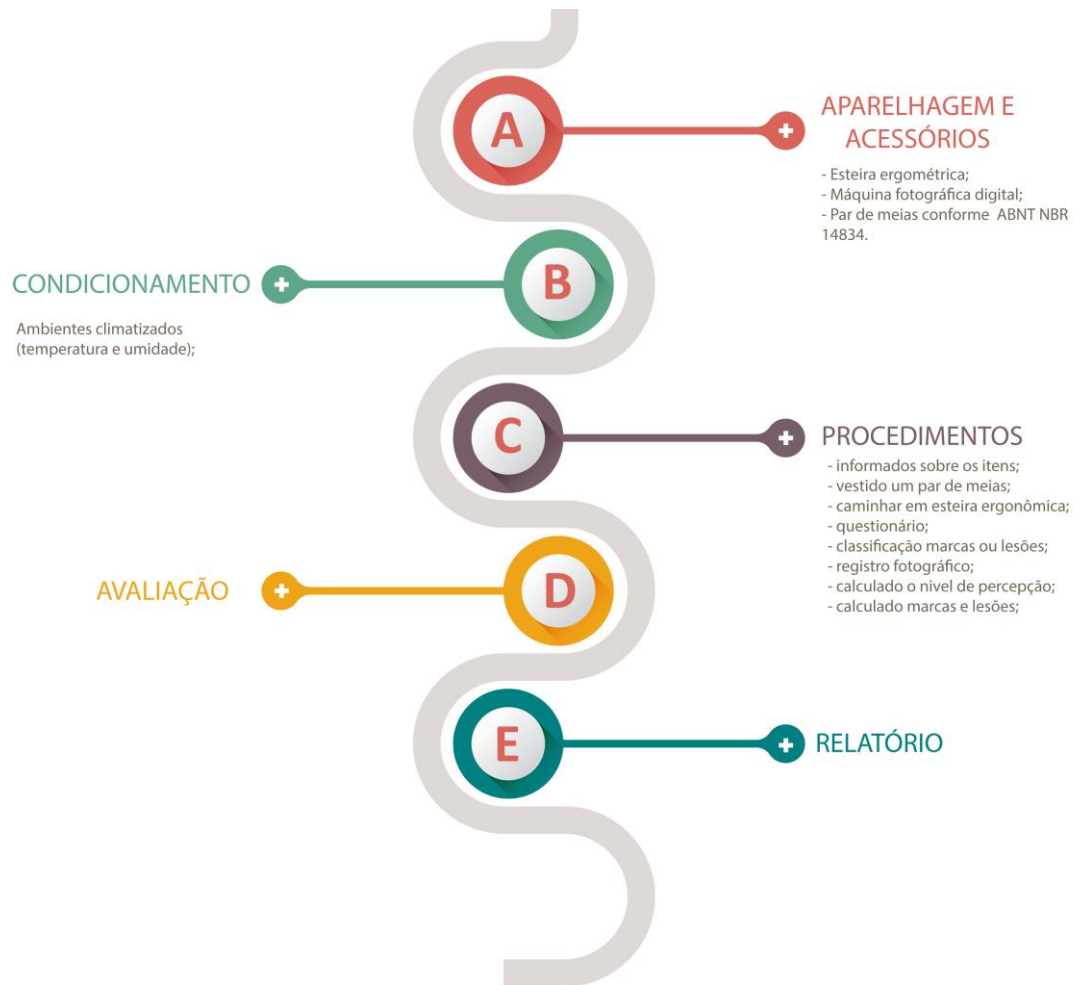 A
APARELHAGEM E
ACESSÓRIOS
- Esteira ergométrica;
- Máquina fotográfica digital;
- Par de meias conforme ABNT NBR
14834.
B
CONDICIONAMENTO
Ambientes climatizados
(temperatura e umidade);
C
PROCEDIMENTOS
- informados sobre os itens;
- vestido um par de meias;
- caminhar em esteira ergonômica;
- questionário;
- classificação marcas ou lesões;
- registro fotográfico;
- calculado o nivel de percepção;
- calculado marcas e lesões;
D
AVALIAÇÃO
E
RELATÓRIO